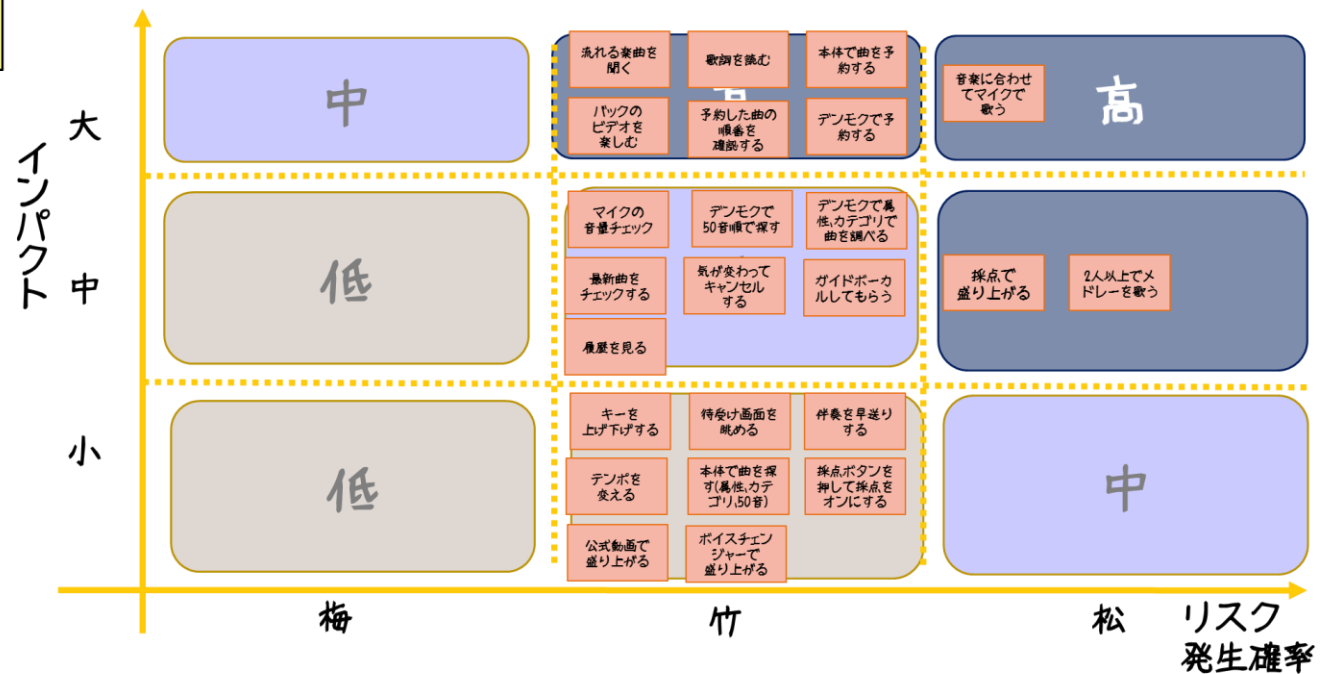 インパクト
大
中
小
中
流れる楽曲を
聞く
歌詞を読む
本体で曲を予
約する
バックの
ビデオを
楽しむ
予約した曲の
順番を
確認する
デンモクで予
約する
音楽に合わせ
てマイクで
歌う
高
低
マイクの
音量チェック
デンモクで
50音順で探す
デンモクで属
性,カテゴリで
曲を調べる
最新曲を
チェックする
気が変わって
キャンセル
する
ガイドボーカ
ルしてもらう
履歴を見る
採点で
盛り上がる
2人以上でメ
ドレーを歌う
低
キーを
上げ下げする
待受け画面を
眺める
伴奏を早送り
する
テンポを
変える
本体で曲を探
す(属性,カテ
ゴリ,50音)
採点ボタンを
押して採点を
オンにする
公式動画で
盛り上がる
ボイスチェン
ジャーで
盛り上がる
中
梅
竹
松
リスク
発生確率